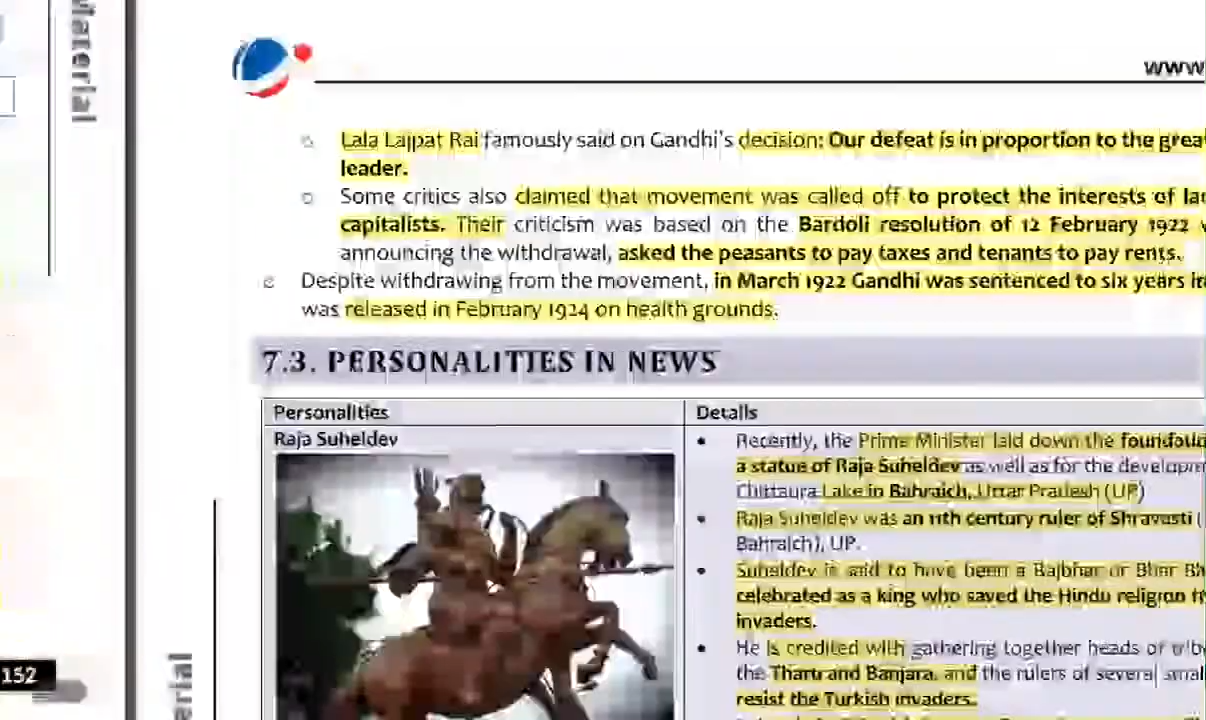 Material
www
Lala Lajpat Rai famously said on Gandhi's decision: Our defeat is in proportion to the
leader.
Some critics also claimed that movement was called off to protect the interests of
capitalists. Their criticism was based on the Bardoli resolution of 12 February 1922
announcing the withdrawal, asked the peasants to pay taxes and tenants to pay rents.
Despite withdrawing from the movement, in March 1922 Gandhi was sentenced to six years
was released in February 1924 on health grounds.
7.3. PERSONALITIES IN NEWS
Personalities
Details
Raja Suheldev
• Recently, the Prime Minister laid down the
a statue of Raja Suheldev as well as for the
Chittaura Lake in Bahraich, Uttar Pradesh (UP)
• Raja Suheldev was an 11th century ruler of Shravasti (
Bahraich), UP.
• Suheldev is said to have been a Rajbhar or Bhar
celebrated as a king who saved the Hindu religion
invaders.
• He is credited with gathering together heads of
the Tharu and Banjara, and the rulers of several
resist the Turkish invaders.
152
erial